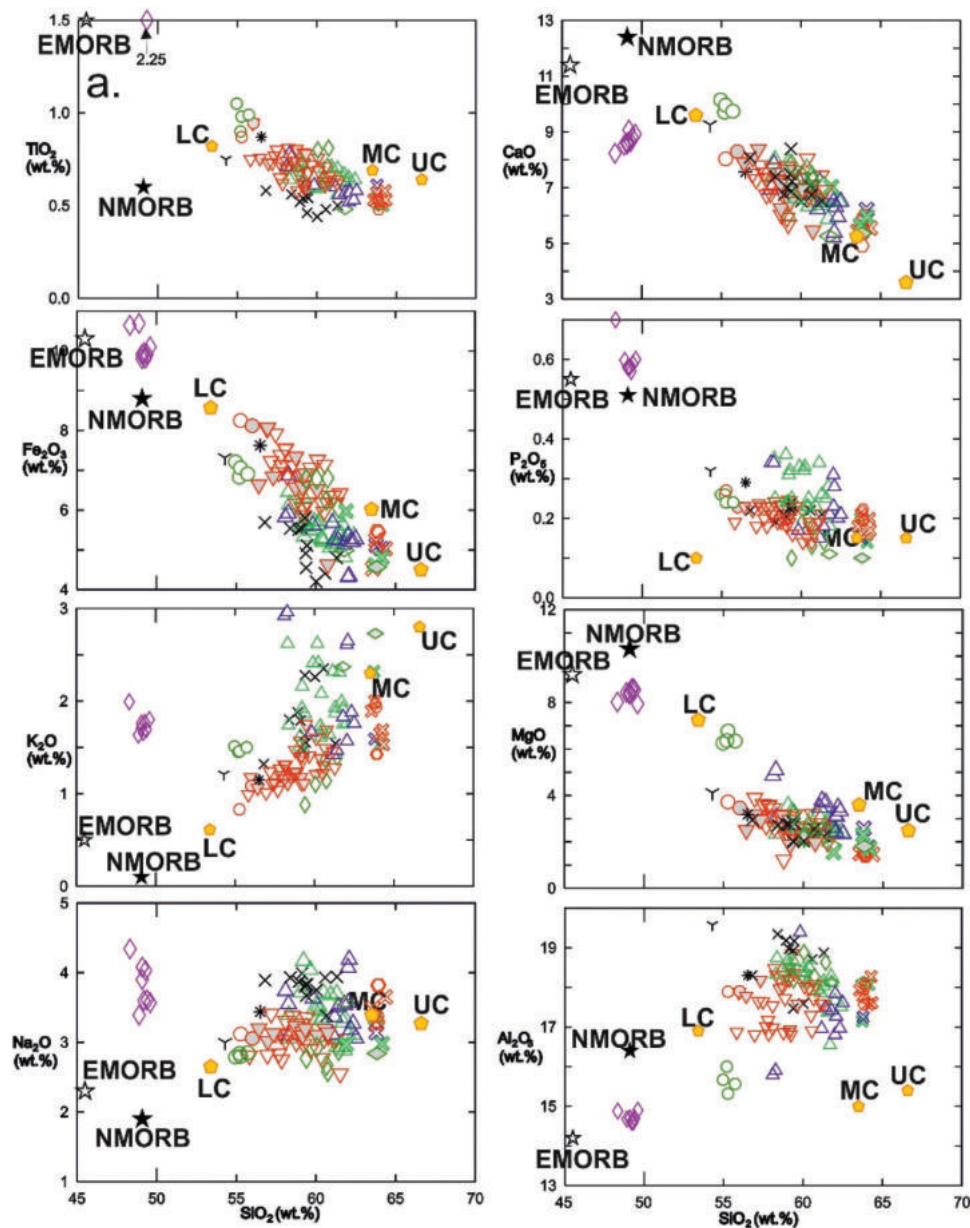 1.5
EMORB
2.25
a.
1.0
LC
MC
UC
TiO2
(wt.%)
0.5
NMORB
0.0
13
NMORB
11
EMORB
LC
9
CaO
(wt.%)
7
5
MC
UC
3
10
EMORB
NMORB
LC
8
Fe2O3
(wt.%)
6
MC
UC
4
0.6
EMORB
NMORB
0.4
P2O5
(wt.%)
0.2
MC
UC
LC
0.0
3
UC
MC
2
K2O
(wt.%)
1
EMORB
LC
NMORB
0
12
NMORB
EMORB
8
LC
MgO
(wt.%)
4
MC
UC
0
5
4
MC
UC
3
Na2O
(wt.%)
EMORB
LC
2
NMORB
1
45 50 55 60 65 70
SiO2 (wt.%)
19
Al2O3
(wt.%)
17
LC
NMORB
UC
15
MC
EMORB
13
45 50 55 60 65 70
SiO2 (wt.%)